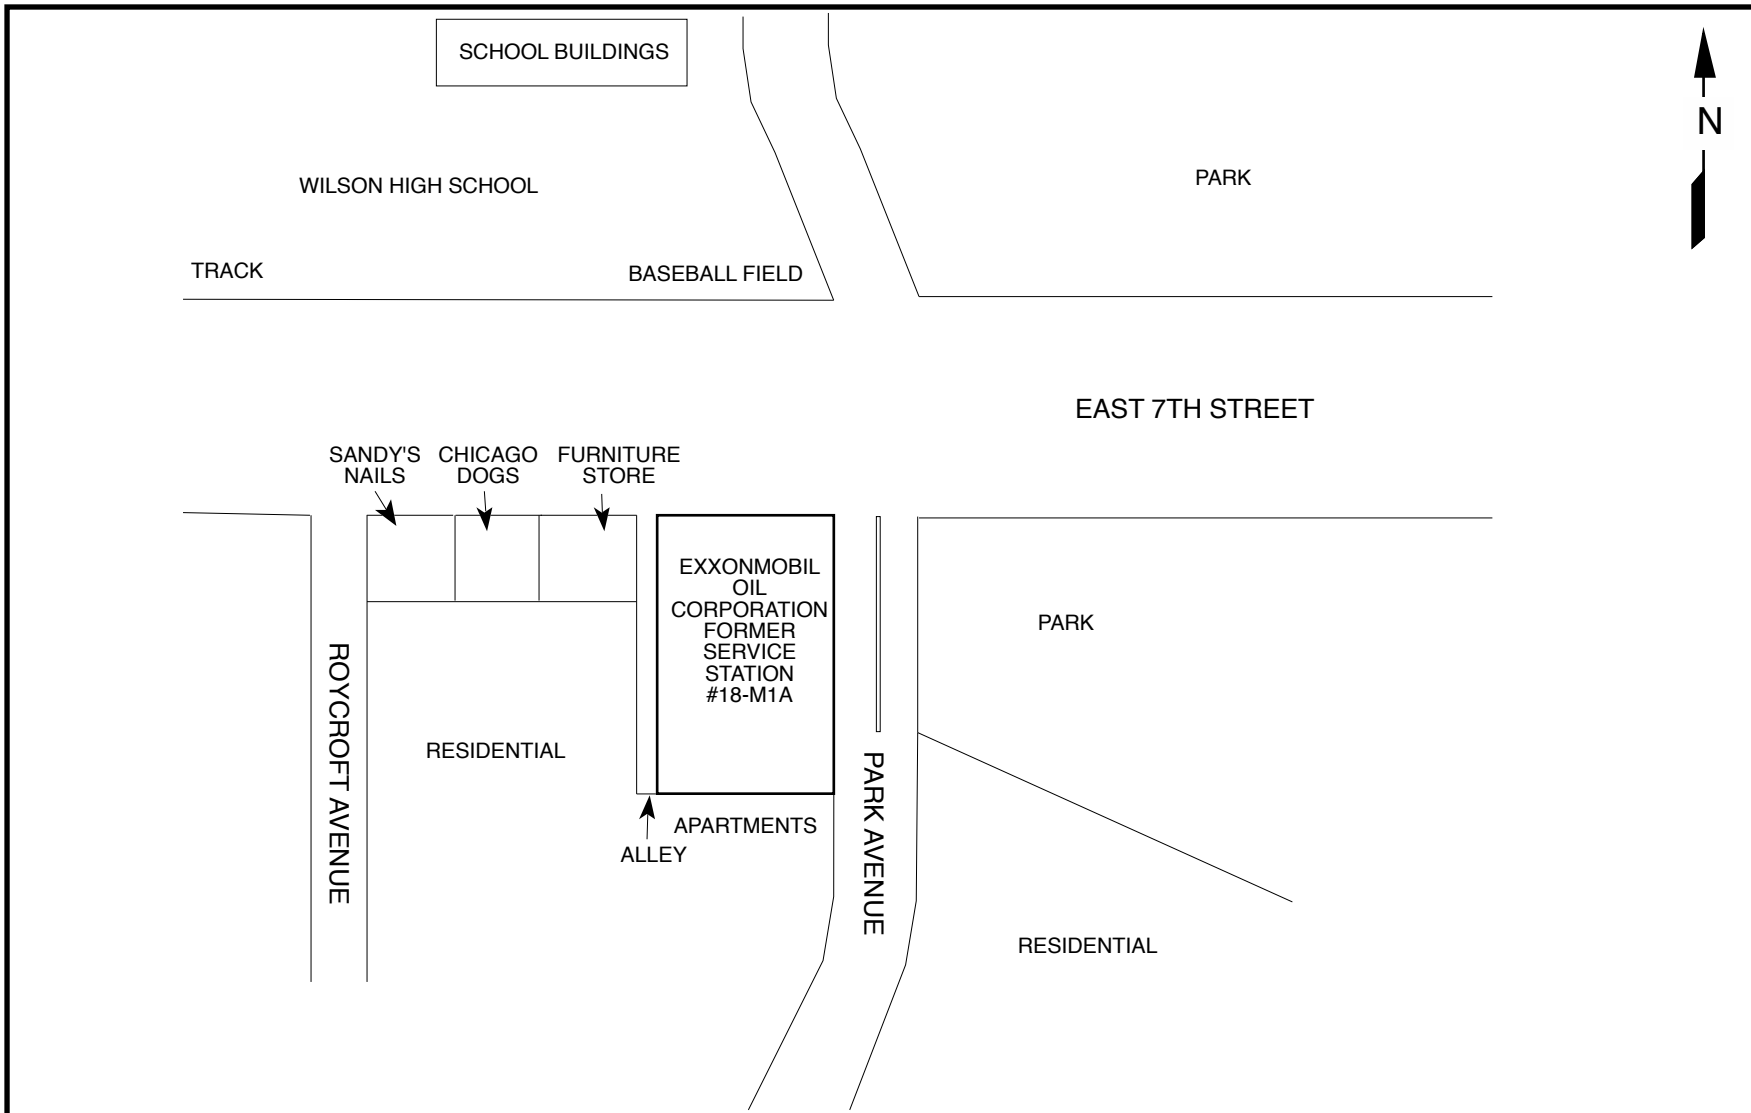 SCHOOL BUILDINGS
N
WILSON HIGH SCHOOL
PARK
TRACK
BASEBALL FIELD
EAST 7TH STREET
SANDY'S
NAILS
CHICAGO
DOGS
FURNITURE
STORE
EXXONMOBIL
OIL
CORPORATION
FORMER
SERVICE
STATION
#18-M1A
PARK
ROYCROFT AVENUE
RESIDENTIAL
PARK AVENUE
APARTMENTS
ALLEY
RESIDENTIAL